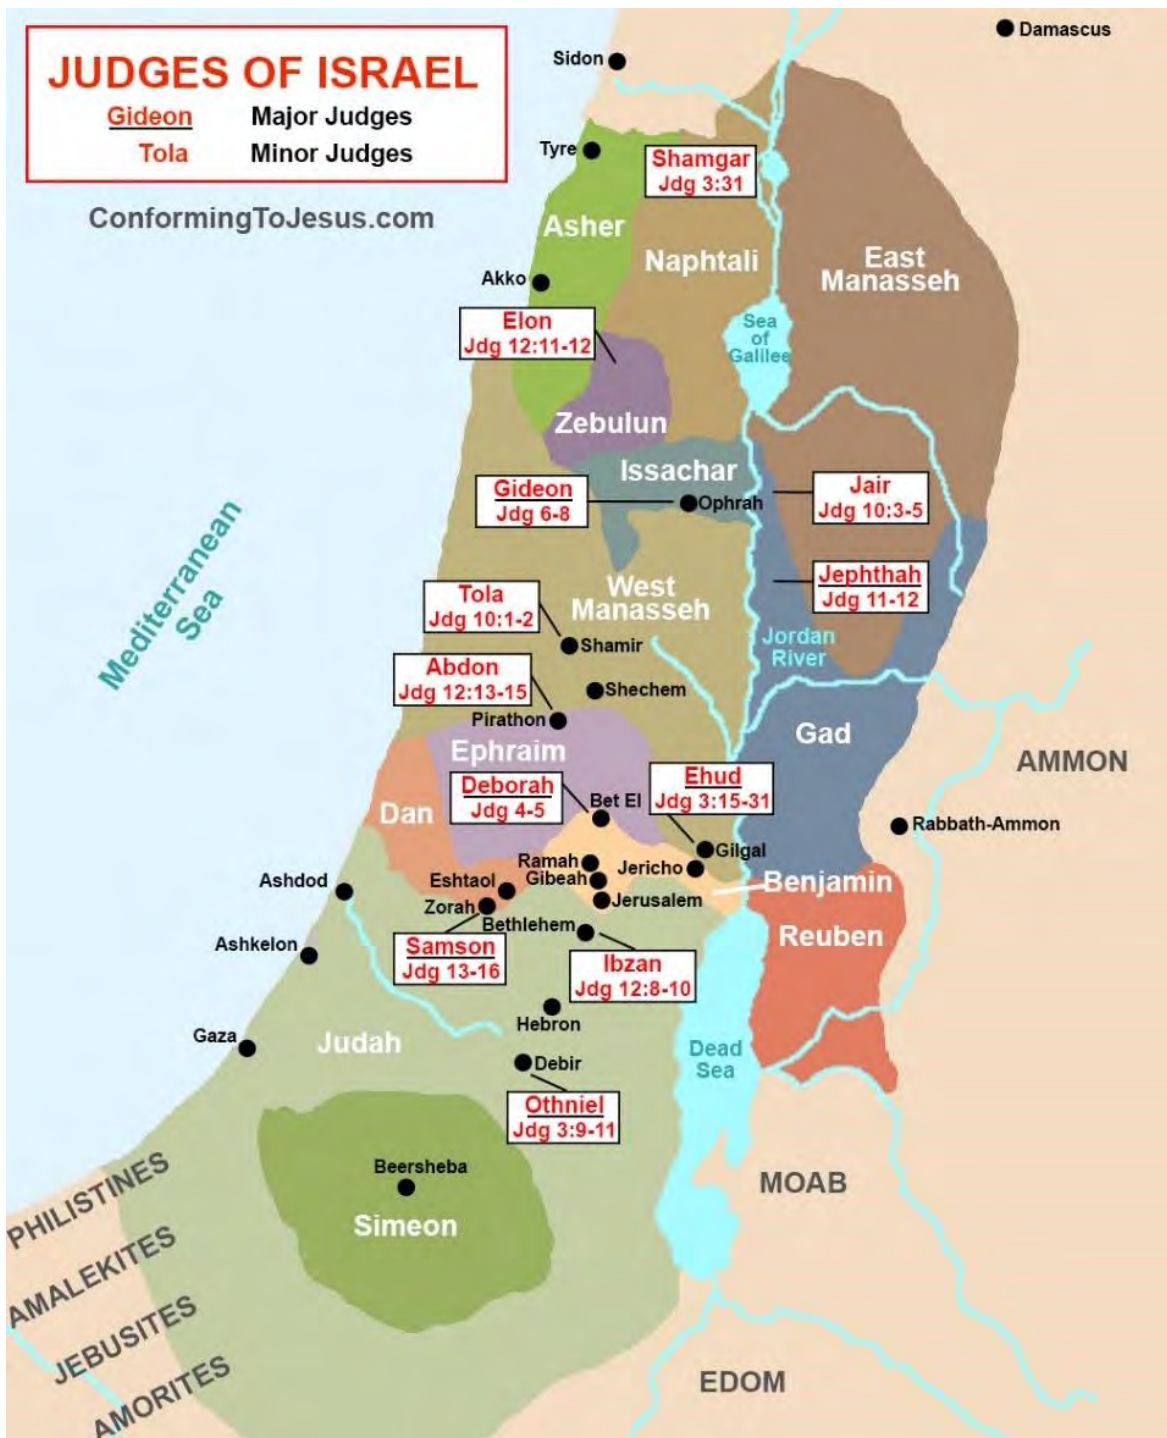 JUDGES OF ISRAEL
Gideon Major Judges
Tola Minor Judges
ConformingToJesus.com
Damascus
Sidon
Tyre
Shamgar
Jdg 3:31
Asher
Naphtali
East
Manasseh
Akko
Elon
Jdg 12:11-12
Sea
of
Galilee
Zebulun
Issachar
Gideon
Jdg 6-8
Ophrah
Jair
Jdg 10:3-5
Mediterranean
Sea
West
Manasseh
Jephthah
Jdg 11-12
Tola
Jdg 10:1-2
Shamir
Jordan
River
Abdon
Jdg 12:13-15
Shechem
Pirathon
Ephraim
Gad
AMMON
Deborah
Jdg 4-5
Bet El
Ehud
Jdg 3:15-31
Dan
Rabbath-Ammon
Gilgal
Ramah
Jericho
Gibeah
Benjamin
Eshtaol
Ashdod
Zorah
Jerusalem
Bethlehem
Reuben
Ashkelon
Samson
Jdg 13-16
Ibzan
Jdg 12:8-10
Hebron
Gaza
Judah
Dead
Sea
Debir
Othniel
Jdg 3:9-11
Beersheba
Simeon
MOAB
PHILISTINES
AMALEKITES
JEBUSITES
AMORITES
EDOM